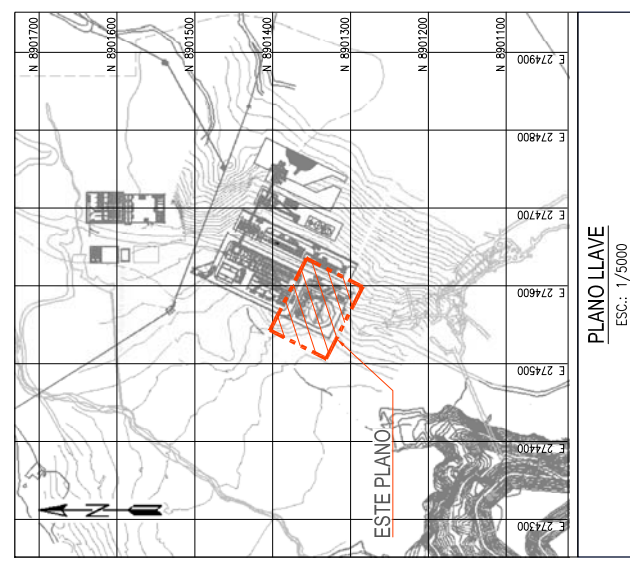 N 8901700
N 8901600
N 8901500
N 8901400
N 8901300
N 8901200
N 8901100
E 274900
E 274800
E 274700
E 274600
E 274500
E 274400
E 274300
N
ESTE PLANO
PLANO LLAVE
ESC.: 1/5000